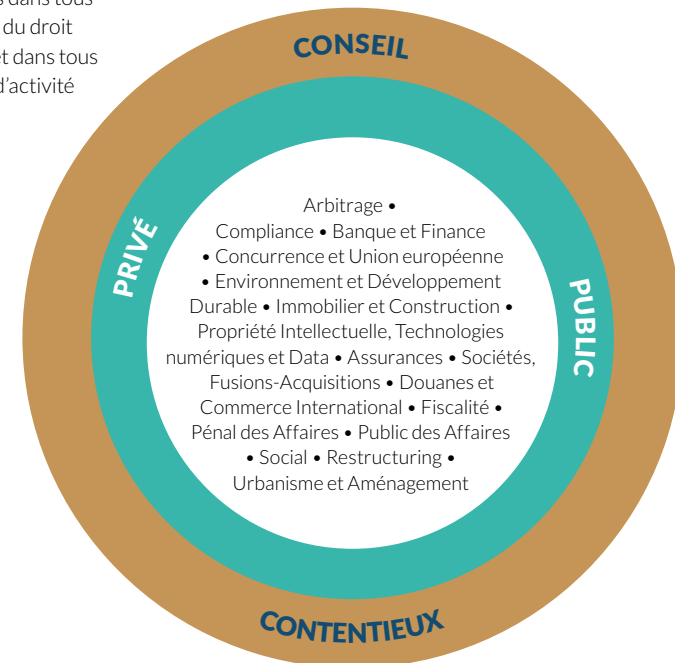 dans tous
du droit
et dans tous
d’activité
CONSEIL
PRIVÉ
PUBLIC
Arbitrage •
Compliance • Banque et Finance
• Concurrence et Union européenne
• Environnement et Développement
Durable • Immobilier et Construction •
Propriété Intellectuelle, Technologies
numériques et Data • Assurances • Sociétés,
Fusions-Acquisitions • Douanes et
Commerce International • Fiscalité •
Pénal des Affaires • Public des Affaires
• Social • Restructuring •
Urbanisme et Aménagement
CONTENTIEUX